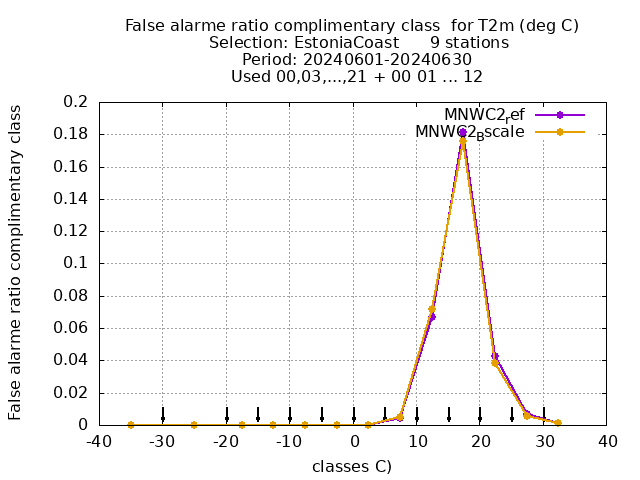 False alarme ratio complimentary class  for T2m (deg C)
Selection: EstoniaCoast      9 stations
Period: 20240601-20240630
Used 00,03,...,21 + 00 01 ... 12
False alarme ratio complimentary class
0.2
0.18
0.16
0.14
0.12
0.1
0.08
0.06
0.04
0.02
0
MNWC2ref
MNWC2Bscale
-40 -30 -20 -10 0 10 20 30 40
classes C)